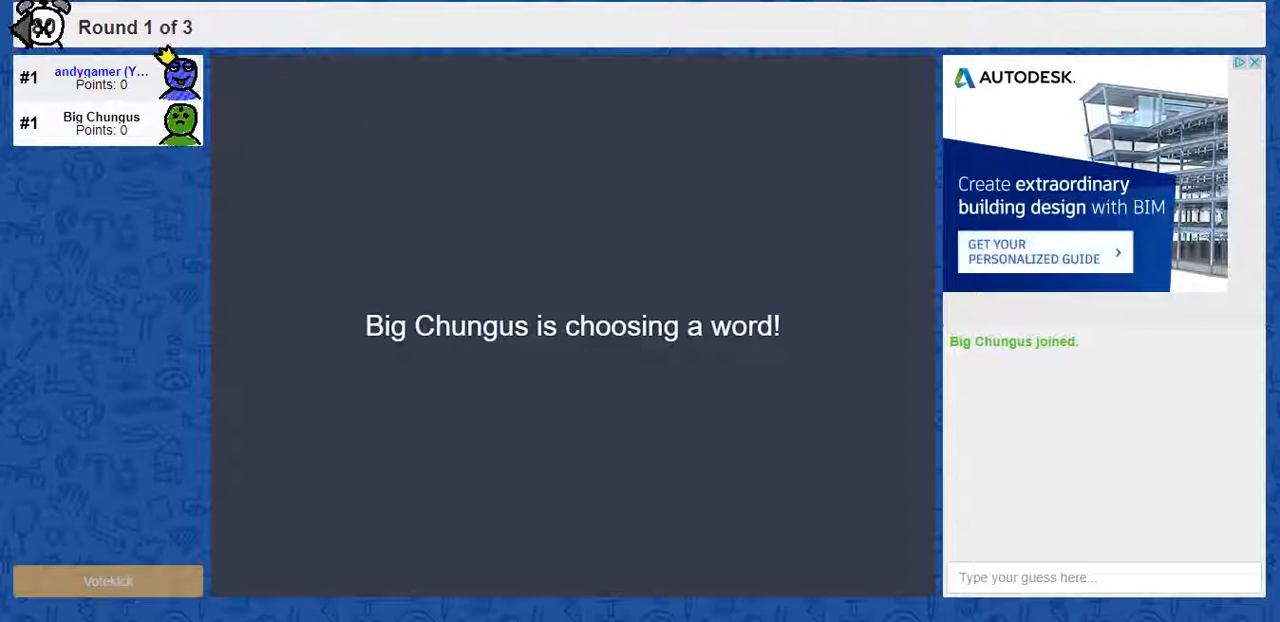 Round 1 of 3
#1
andygamer (Y...
Points: 0
#1
Big Chungus
Points: 0
Votekick
Big Chungus is choosing a word!
AUTODESK.
Create extraordinary
building design with BIM
GET YOUR
PERSONALIZED GUIDE
Big Chungus joined.
Type your guess here...